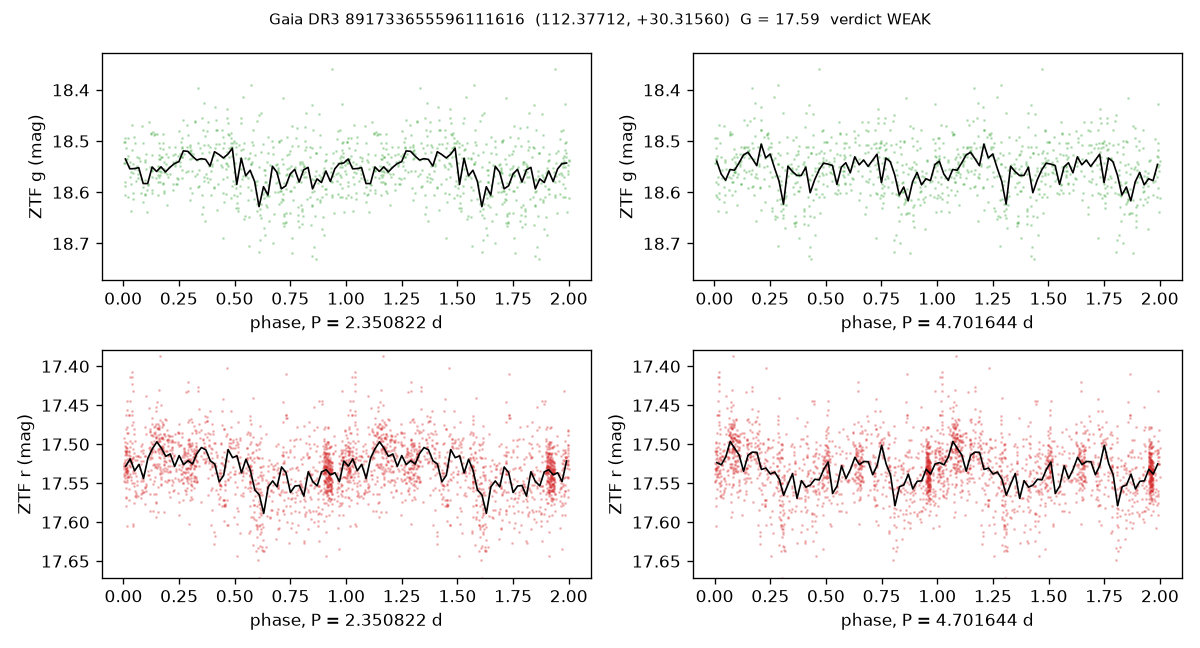 Gaia DR3 891733655596111616  (112.37712, +30.31560)  G = 17.59  verdict WEAK
ZTF g (mag)
18.4
18.5
18.6
18.7
0.00 0.25 0.50 0.75 1.00 1.25 1.50 1.75 2.00
phase, P = 2.350822 d
ZTF g (mag)
18.4
18.5
18.6
18.7
0.00 0.25 0.50 0.75 1.00 1.25 1.50 1.75 2.00
phase, P = 4.701644 d
ZTF r (mag)
17.40
17.45
17.50
17.55
17.60
17.65
0.00 0.25 0.50 0.75 1.00 1.25 1.50 1.75 2.00
phase, P = 2.350822 d
ZTF r (mag)
17.40
17.45
17.50
17.55
17.60
17.65
0.00 0.25 0.50 0.75 1.00 1.25 1.50 1.75 2.00
phase, P = 4.701644 d